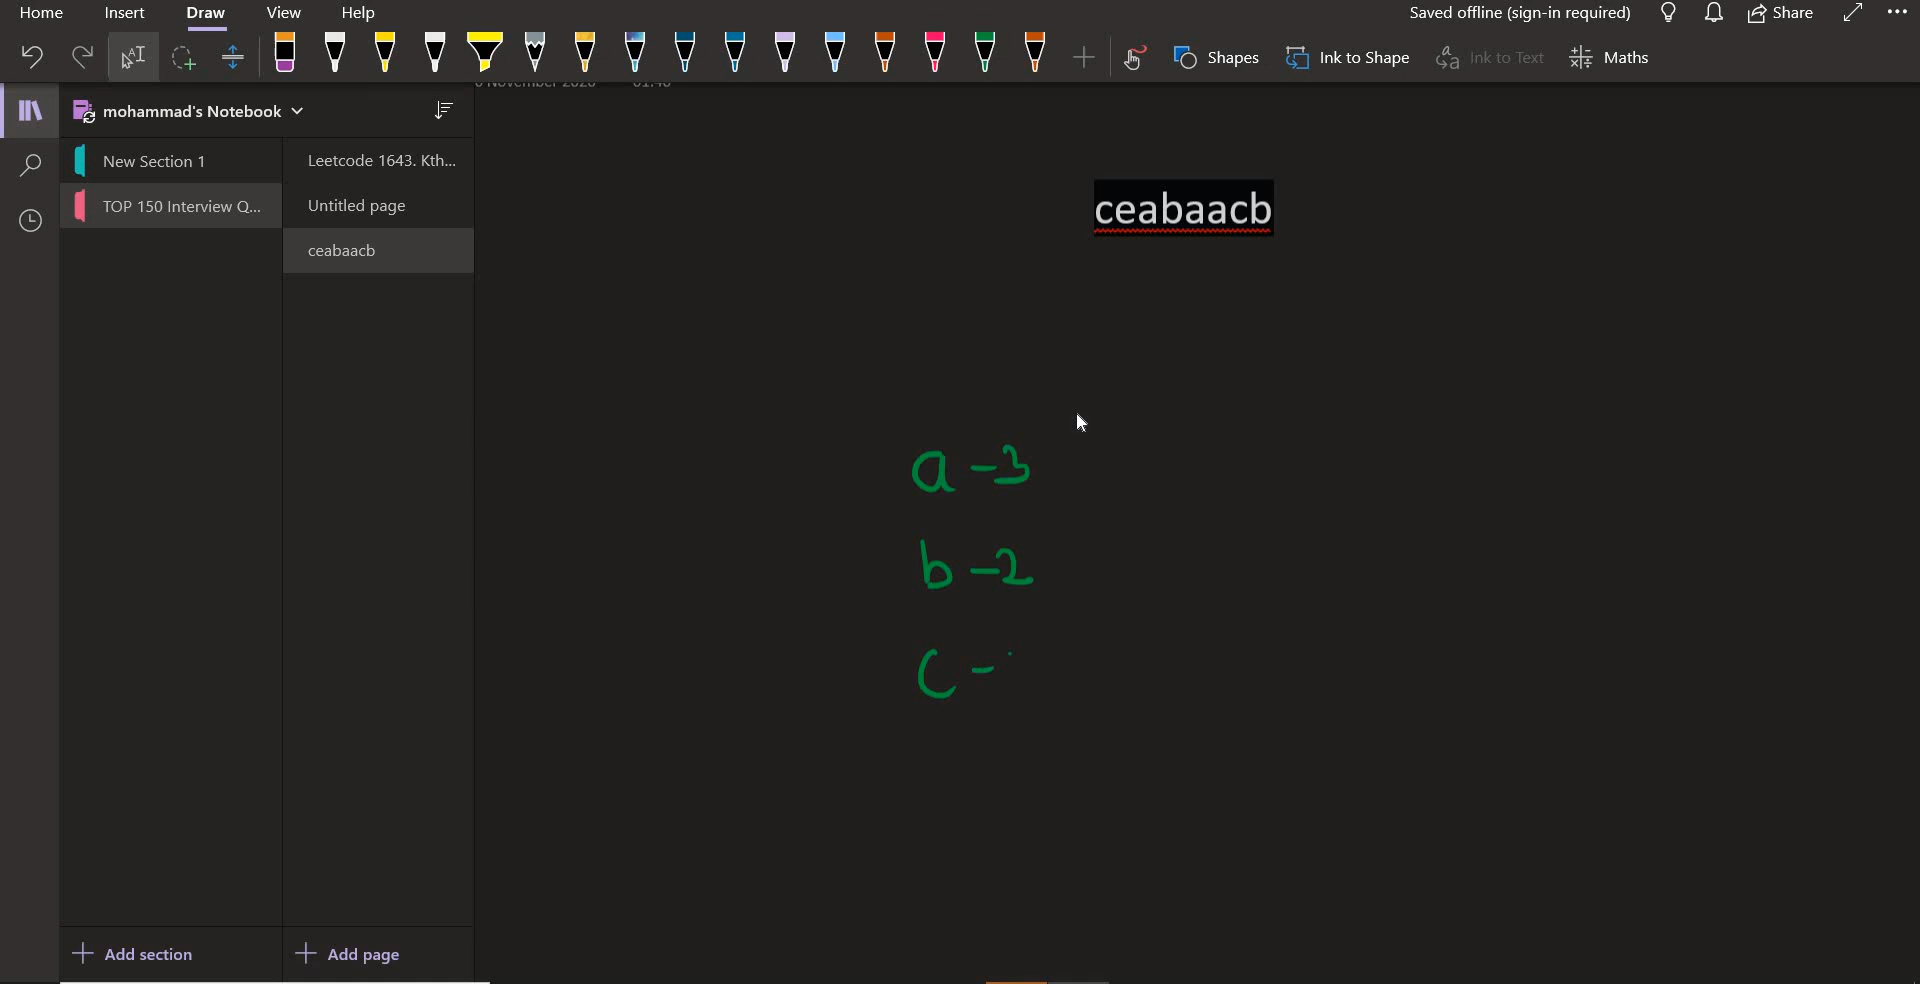 Home Insert Draw View Help Saved offline (sign-in required) Share
Shapes Ink to Shape Ink to Text Maths
mohammad's Notebook
New Section 1
TOP 150 Interview Q...
Leetcode 1643. Kth...
Untitled page
ceabaacb
ceabaacb
a -3
b -2
c -
Add section
Add page